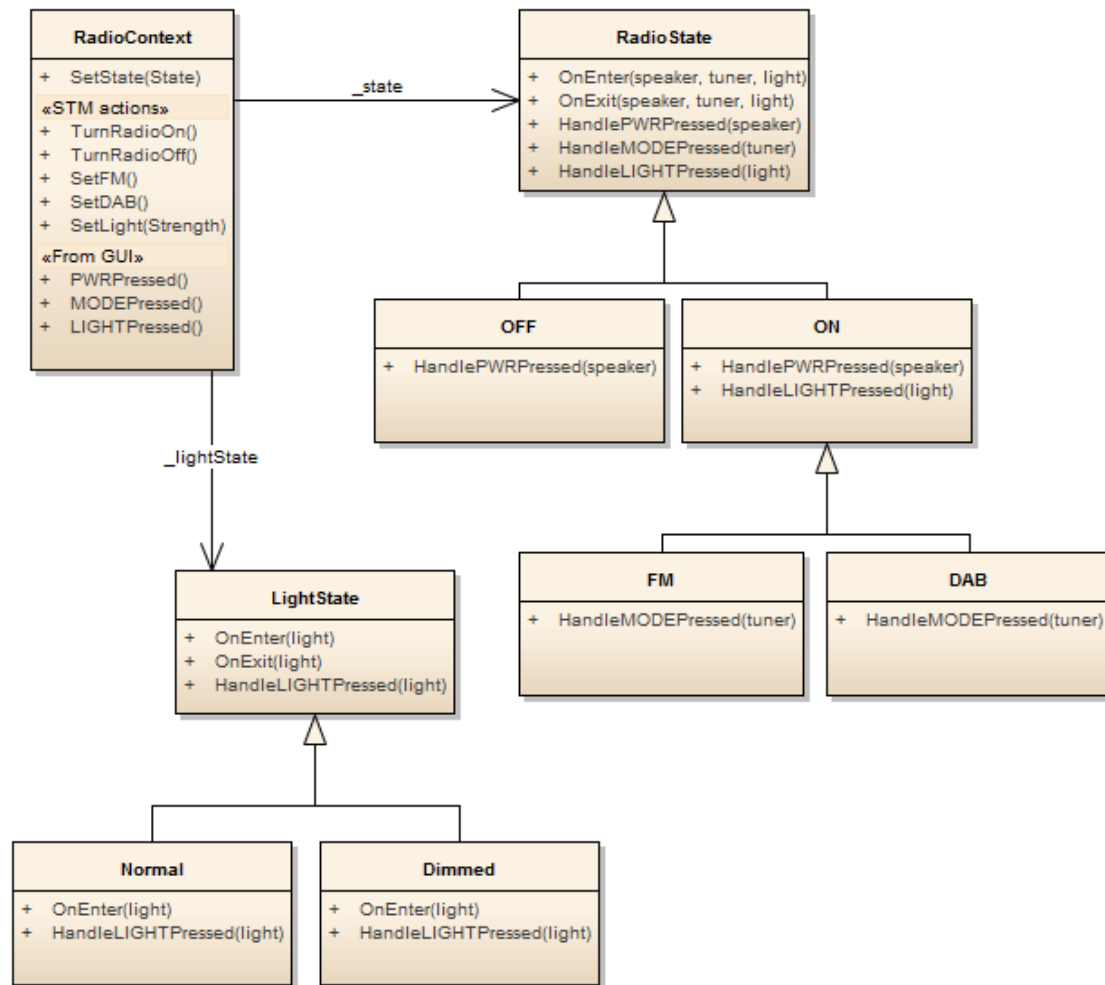 RadioContext
+ SetState(State)
«STM actions»
+ TurnRadioOn()
+ TurnRadioOff()
+ SetFM()
+ SetDAB()
+ SetLight(Strength)
«From GUI»
+ PWRPressed()
+ MODEPressed()
+ LIGHTPressed()
_state
RadioState
+ OnEnter(speaker, tuner, light)
+ OnExit(speaker, tuner, light)
+ HandlePWRPressed(speaker)
+ HandleMODEPressed(tuner)
+ HandleLIGHTPressed(light)
OFF
+ HandlePWRPressed(speaker)
ON
+ HandlePWRPressed(speaker)
+ HandleLIGHTPressed(light)
_lightState
FM
+ HandleMODEPressed(tuner)
DAB
+ HandleMODEPressed(tuner)
LightState
+ OnEnter(light)
+ OnExit(light)
+ HandleLIGHTPressed(light)
Normal
+ OnEnter(light)
+ HandleLIGHTPressed(light)
Dimmed
+ OnEnter(light)
+ HandleLIGHTPressed(light)